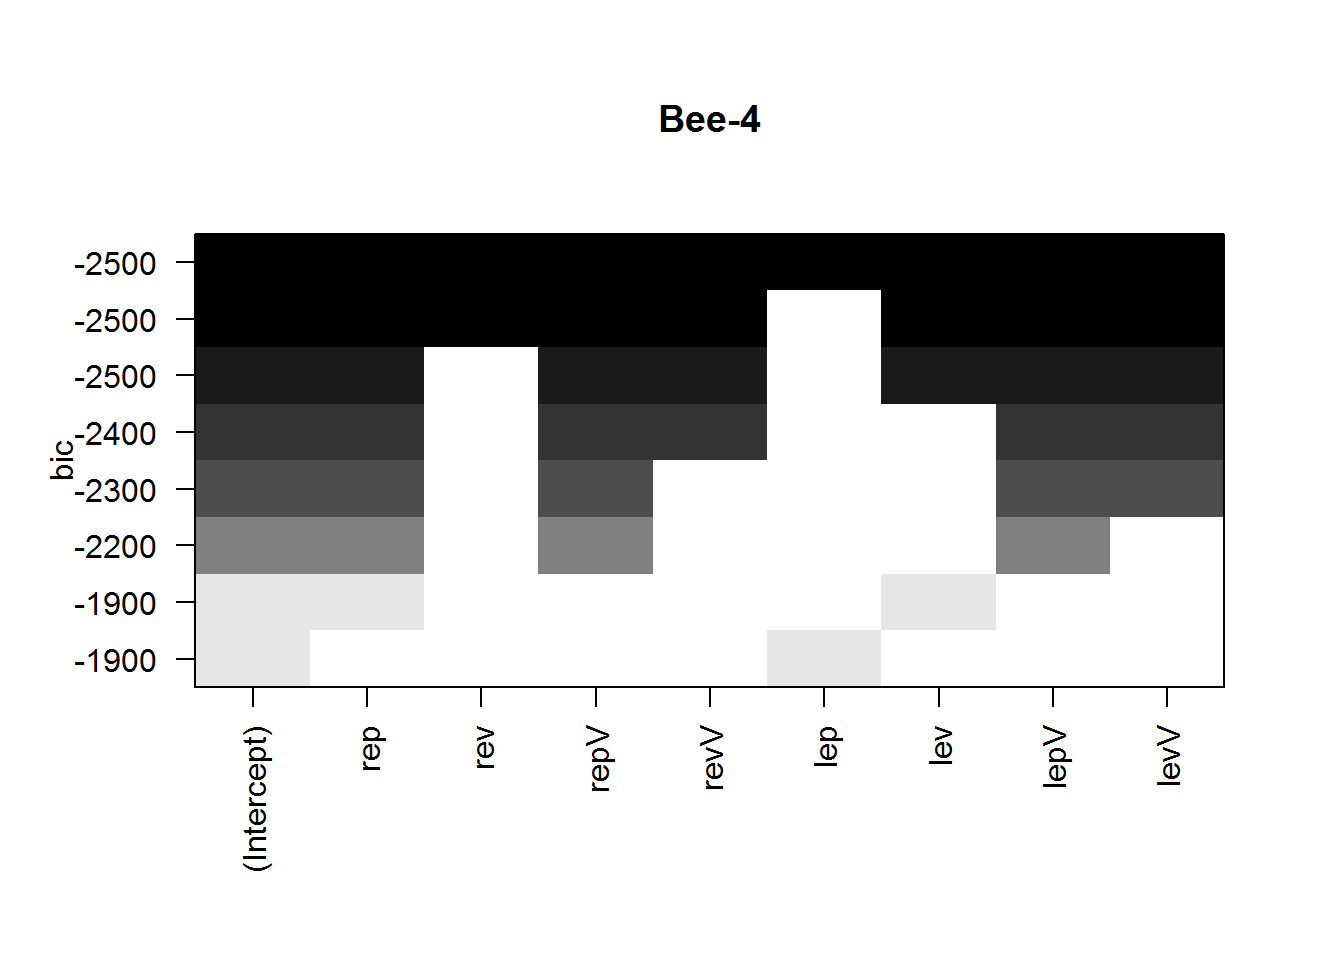 Bee-4
bic
-2500
-2500
-2500
-2400
-2300
-2200
-1900
-1900
(Intercept)
rep
rev
repV
revV
lep
lev
lepV
levV